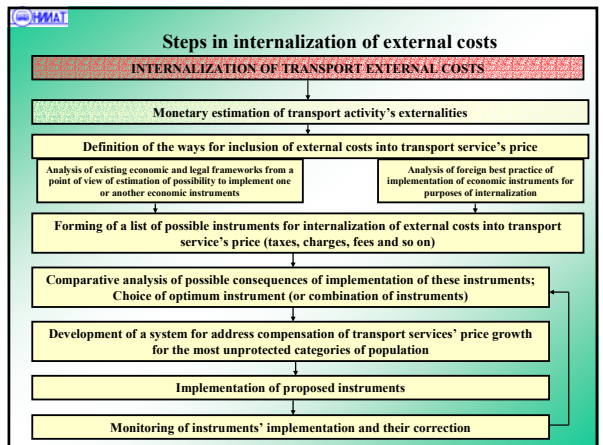 НИИАТ
Steps in internalization of external costs
INTERNALIZATION OF TRANSPORT EXTERNAL COSTS
Monetary estimation of transport activity's externalities
Definition of the ways for inclusion of external costs into transport service's price
Analysis of existing economic and legal frameworks from a
point of view of estimation of possibility to implement one
or another economic instruments
Analysis of foreign best practice of
implementation of economic instruments for
purposes of internalization
Forming of a list of possible instruments for internalization of external costs into transport
service's price (taxes, charges, fees and so on)
Comparative analysis of possible consequences of implementation of these instruments;
Choice of optimum instrument (or combination of instruments)
Development of a system for address compensation of transport services' price growth
for the most unprotected categories of population
Implementation of proposed instruments
Monitoring of instruments' implementation and their correction